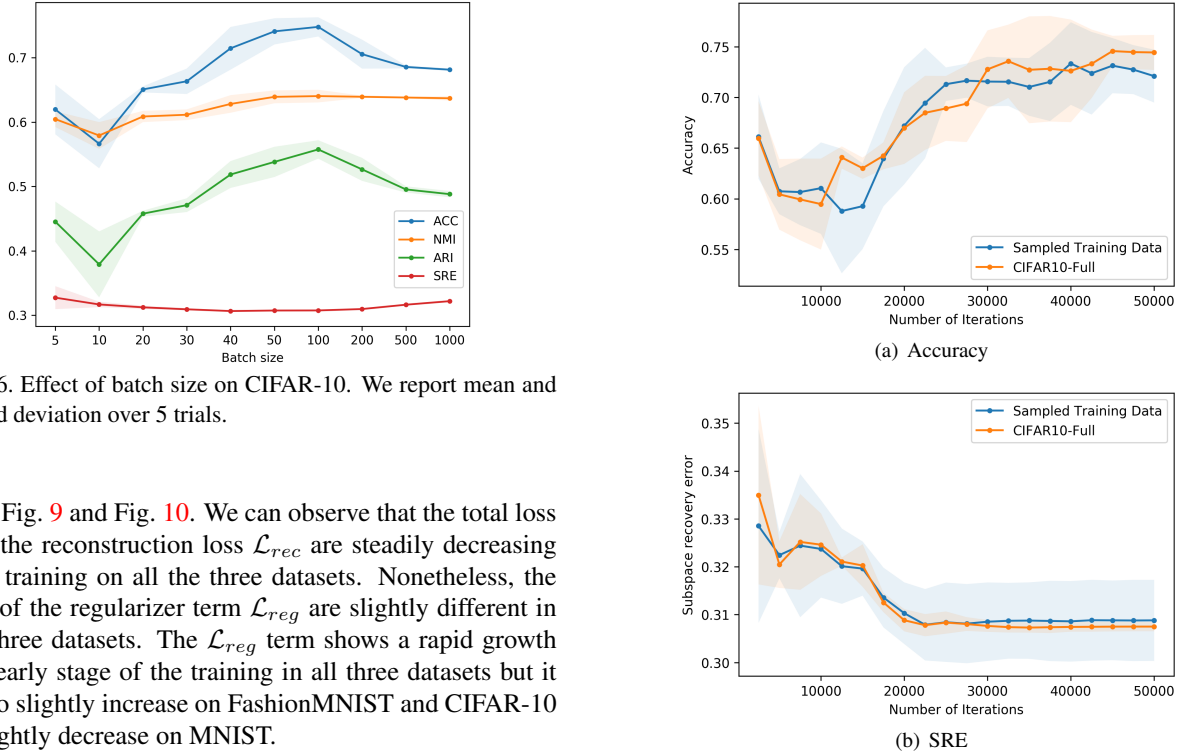 0.7
0.6
0.5
0.4
0.3
ACC
NMI
ARI
SRE
5 10 20 30 40 50 100 200 500 1000
Batch size
6. Effect of batch size on CIFAR-10. We report mean and
d deviation over 5 trials.
Fig. 9 and Fig. 10. We can observe that the total loss
the reconstruction loss ℒrec are steadily decreasing
training on all the three datasets. Nonetheless, the
of the regularizer term ℒreg are slightly different in
hree datasets. The ℒreg term shows a rapid growth
early stage of the training in all three datasets but it
o slightly increase on FashionMNIST and CIFAR-10
ghtly decrease on MNIST.
Accuracy
0.75
0.70
0.65
0.60
0.55
Sampled Training Data
CIFAR10-Full
10000 20000 30000 40000 50000
Number of Iterations
(a) Accuracy
Subspace recovery error
0.35
0.34
0.33
0.32
0.31
0.30
Sampled Training Data
CIFAR10-Full
10000 20000 30000 40000 50000
Number of Iterations
(b) SRE